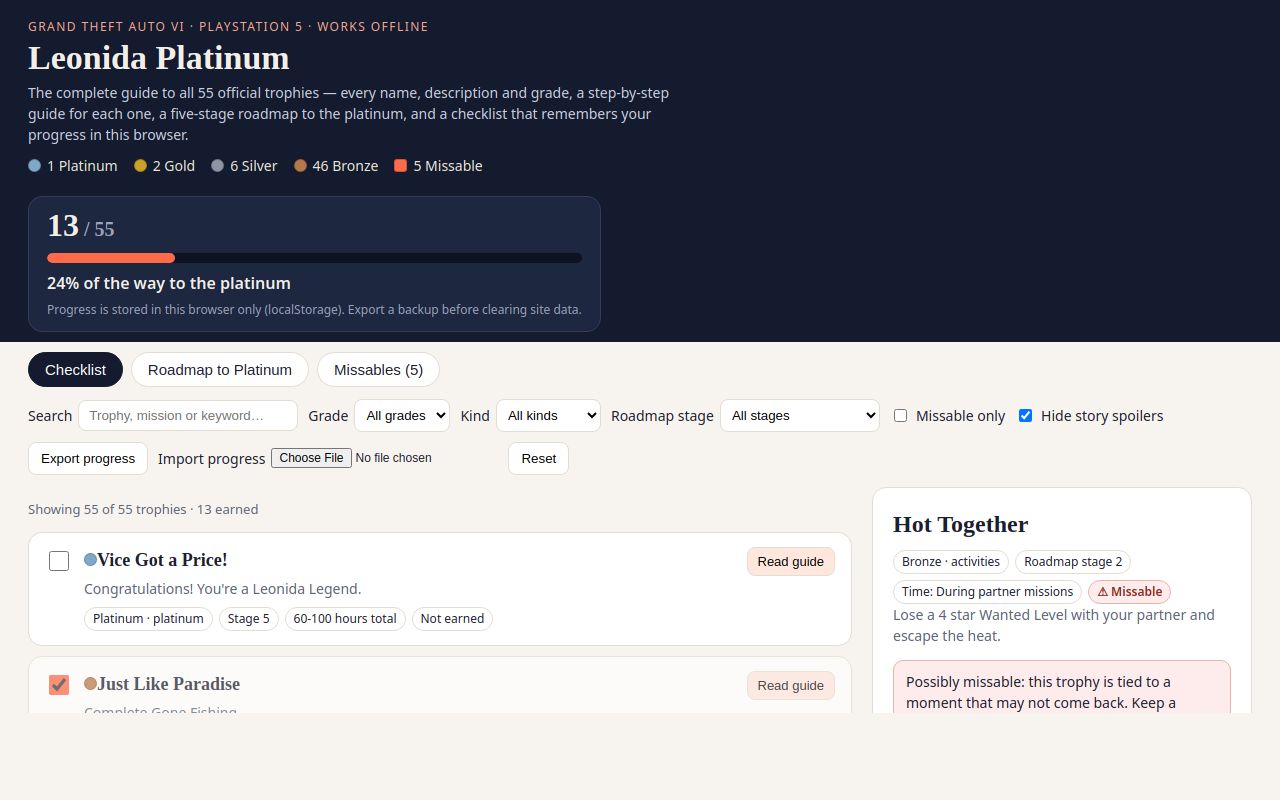 GRAND THEFT AUTO VI · PLAYSTATION 5 · WORKS OFFLINE
Leonida Platinum
The complete guide to all 55 official trophies — every name, description and grade, a step-by-step
guide for each one, a five-stage roadmap to the platinum, and a checklist that remembers your
progress in this browser.
1 Platinum 2 Gold 6 Silver 46 Bronze 5 Missable
13 / 55
24% of the way to the platinum
Progress is stored in this browser only (localStorage). Export a backup before clearing site data.
Checklist Roadmap to Platinum Missables (5)
Search Trophy, mission or keyword… Grade All grades Kind All kinds Roadmap stage All stages Missable only Hide story spoilers
Export progress Import progress Choose File No file chosen Reset
Showing 55 of 55 trophies · 13 earned
Vice Got a Price! Read guide
Congratulations! You're a Leonida Legend.
Platinum · platinum Stage 5 60-100 hours total Not earned
Just Like Paradise Read guide
Complete Gone Fishing.
Hot Together
Bronze · activities Roadmap stage 2
Time: During partner missions ⚠ Missable
Lose a 4 star Wanted Level with your partner and
escape the heat.
Possibly missable: this trophy is tied to a
moment that may not come back. Keep a